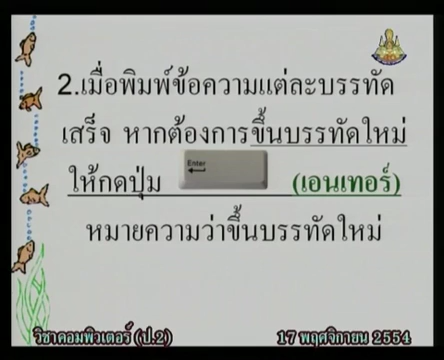 2.เมื่อพิมพ์ข้อความแต่ละบรรทัด
เสร็จ หากต้องการขึ้นบรรทัดใหม่
ให้กดปุ่ม Enter (เอนเทอร์)
หมายความว่าขึ้นบรรทัดใหม่
วิชาคอมพิวเตอร์ (ป.2) 17 พฤศจิกายน 2554